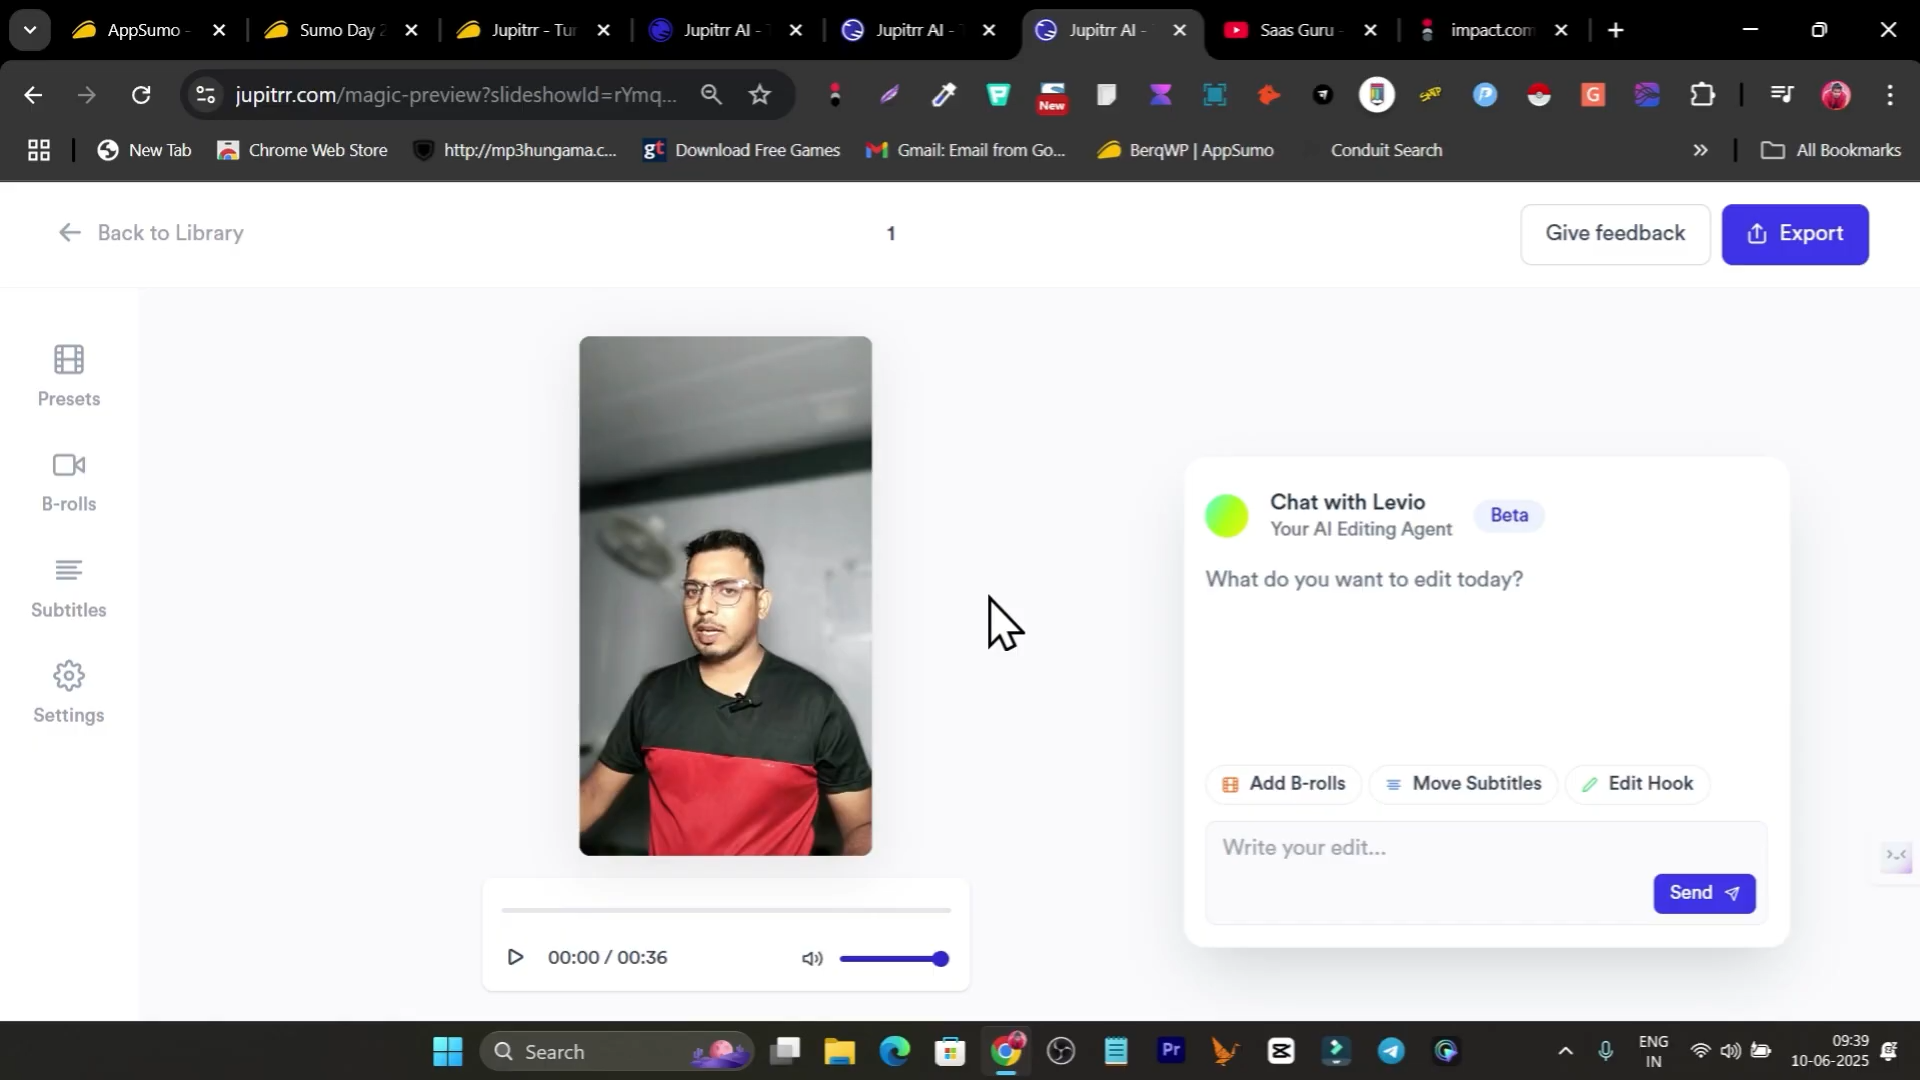 AppSumo -
Sumo Day 2
Jupitrr - Tur
Jupitrr AI - T
Jupitrr AI - T
Jupitrr AI - T
Saas Guru -
impact.com
jupitrr.com/magic-preview?slideshowId=rYmq...
New
New Tab
Chrome Web Store
http://mp3hungama.c...
gt
Download Free Games
Gmail: Email from Go...
BerqWP | AppSumo
Conduit Search
All Bookmarks
Back to Library
1
Give feedback
Export
Presets
B-rolls
Subtitles
Settings
Chat with Levio
Your AI Editing Agent
Beta
What do you want to edit today?
Add B-rolls
Move Subtitles
Edit Hook
Write your edit...
Send
00:00 / 00:36
Search
Pr
ENG
IN
09:39
10-06-2025